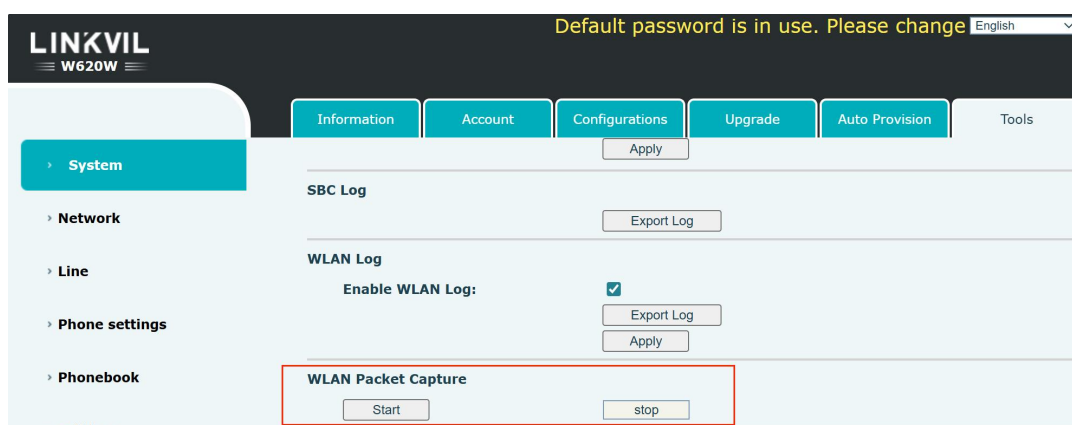 Default password is in use. Please change English
LINKVIL
W620W
Information Account Configurations Upgrade Auto Provision Tools
Apply
› System
SBC Log
› Network
Export Log
WLAN Log
› Line
Enable WLAN Log:
Export Log
› Phone settings
Apply
› Phonebook
WLAN Packet Capture
Start stop